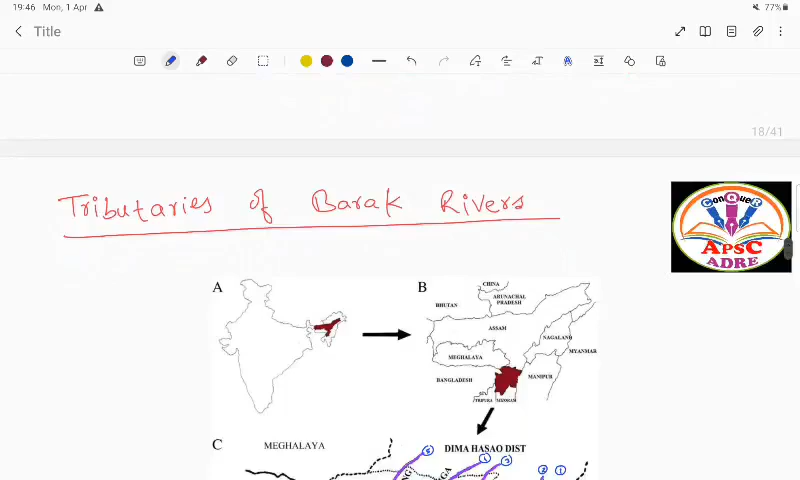 19:46 Mon, 1 Apr
77%
Title
18/41
Tributaries of Barak Rivers
ConQueR
APSC
ADRE
A
B
CHINA
ARUNACHAL
PRADESH
BHUTAN
ASSAM
NAGALAND
MYANMAR
MEGHALAYA
BANGLADESH
MANIPUR
TRIPURA
MIZORAM
C
MEGHALAYA
DIMA HASAO DIST